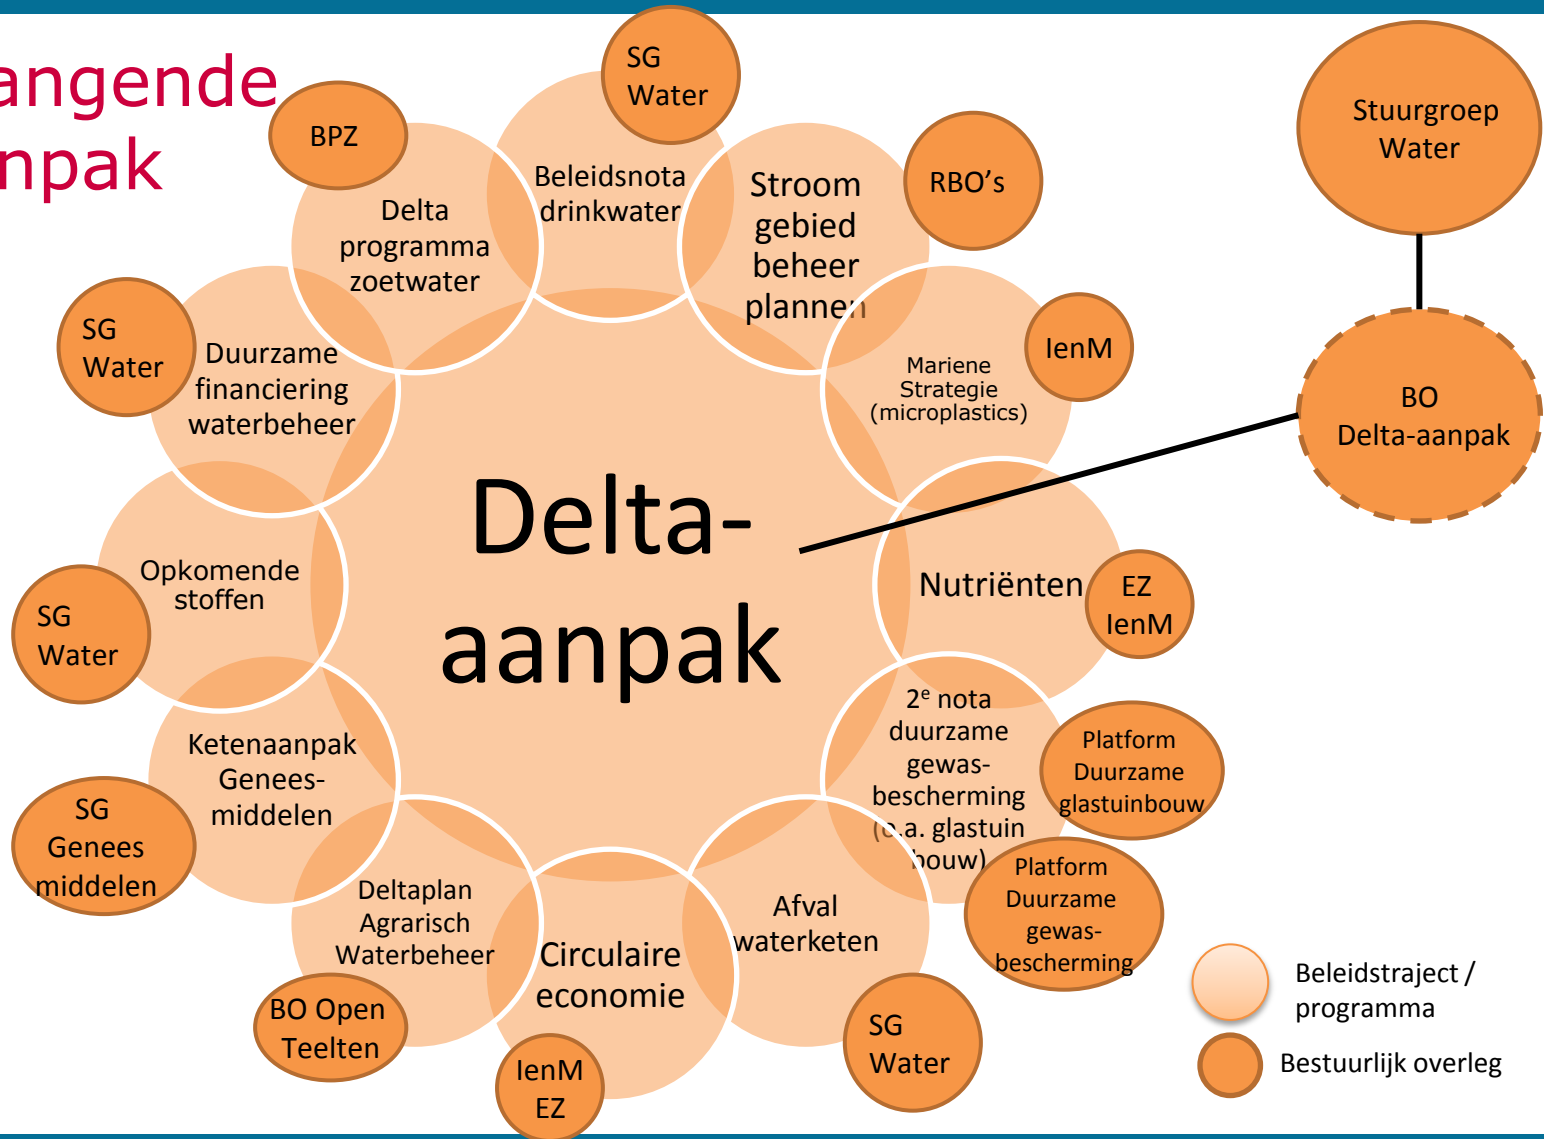 angende
npak
SG
Water
Beleidsnota
drinkwater
BPZ
Delta
programma
zoetwater
Stroom
gebied
beheer
plannen
RBO's
Stuurgroep
Water
SG
Water
Duurzame
financiering
waterbeheer
Mariene
Strategie
(microplastics)
IenM
BO
Delta-aanpak
Delta-
aanpak
Opkomende
stoffen
SG
Water
Nutriënten
EZ
IenM
Ketenaanpak
Genees-
middelen
SG
Genees
middelen
2e nota
duurzame
gewas-
bescherming
(o.a. glastuin
bouw)
Platform
Duurzame
glastuinbouw
Platform
Duurzame
gewas-
bescherming
Deltaplan
Agrarisch
Waterbeheer
BO Open
Teelten
Circulaire
economie
IenM
EZ
Afval
waterketen
SG
Water
Beleidstraject /
programma
Bestuurlijk overleg